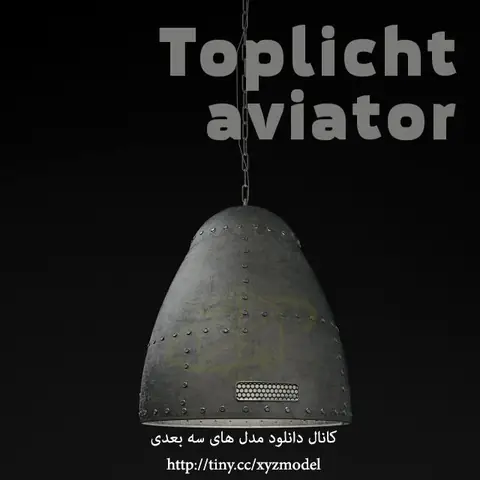 Toplicht
aviator
کانال دانلود مدل های سه بعدی
http://tiny.cc/xyzmodel